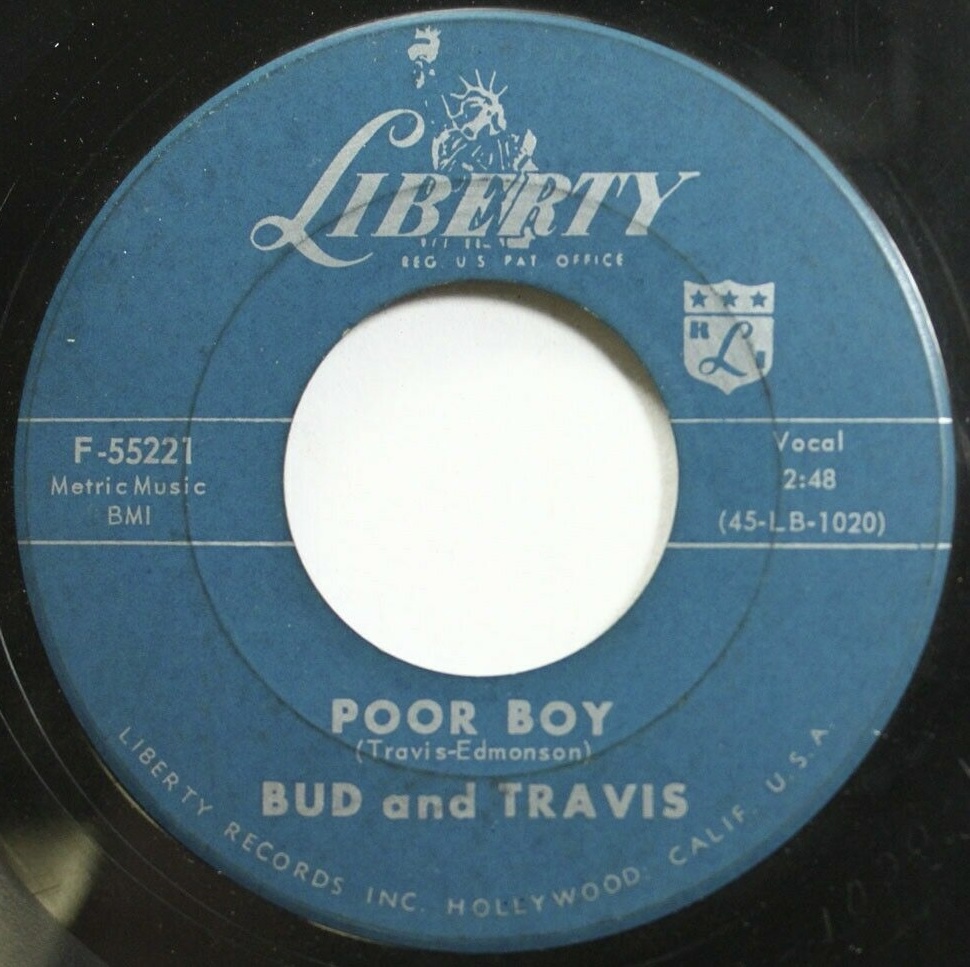 LIBERTY
REG. U S PAT OFFICE
L
F-55221
Metric Music
BMI
Vocal
2:48
(45-LB-1020)
POOR BOY
(Travis-Edmonson)
BUD and TRAVIS
LIBERTY RECORDS INC. HOLLYWOOD: CALIF. U.S.A.